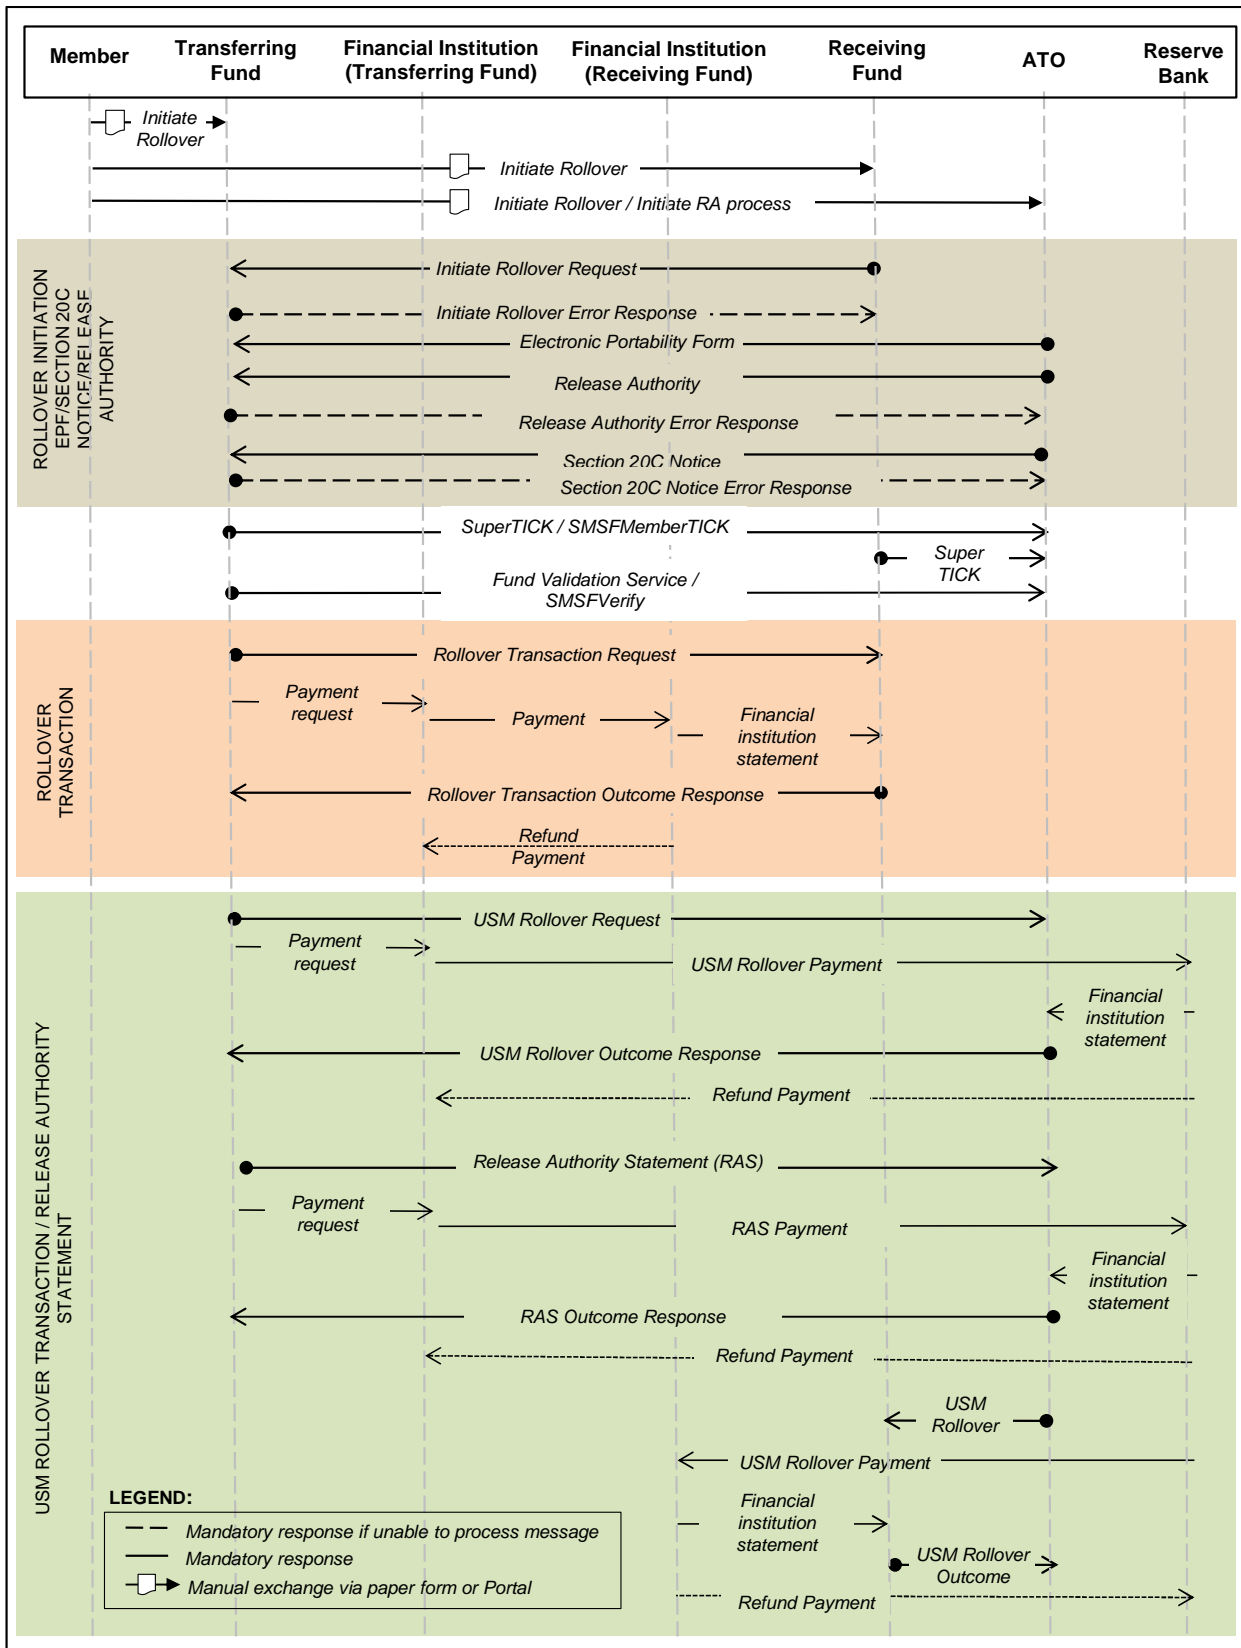 Member
Transferring
Fund
Financial Institution
(Transferring Fund)
Financial Institution
(Receiving Fund)
Receiving
Fund
ATO
Reserve
Bank
Initiate
Rollover
Initiate Rollover
Initiate Rollover / Initiate RA process
ROLLOVER INITIATION
EPF/SECTION 20C
NOTICE/RELEASE
AUTHORITY
Initiate Rollover Request
Initiate Rollover Error Response
Electronic Portability Form
Release Authority
Release Authority Error Response
Section 20C Notice
Section 20C Notice Error Response
SuperTICK / SMSFMemberTICK
Super
TICK
Fund Validation Service /
SMSFVerify
ROLLOVER
TRANSACTION
Rollover Transaction Request
Payment
request
Payment
Financial
institution
statement
Rollover Transaction Outcome Response
Refund
Payment
USM ROLLOVER TRANSACTION / RELEASE AUTHORITY
STATEMENT
USM Rollover Request
Payment
request
USM Rollover Payment
Financial
institution
statement
USM Rollover Outcome Response
Refund Payment
Release Authority Statement (RAS)
Payment
request
RAS Payment
Financial
institution
statement
RAS Outcome Response
Refund Payment
USM
Rollover
USM Rollover Payment
Financial
institution
statement
USM Rollover
Outcome
Refund Payment
LEGEND:
Mandatory response if unable to process message
Mandatory response
Manual exchange via paper form or Portal